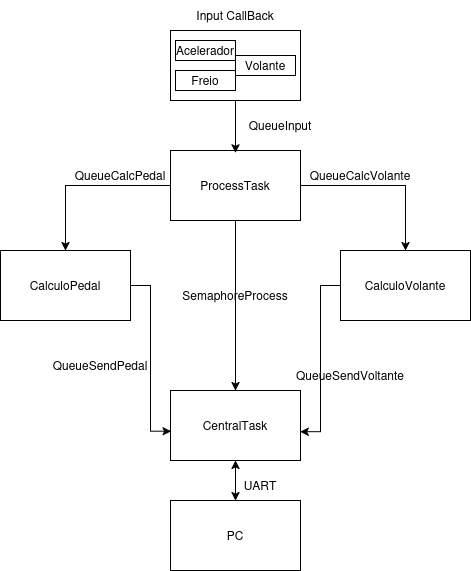 Input CallBack
Acelerador
Volante
Freio
QueueInput
QueueCalcPedal
ProcessTask
QueueCalcVolante
CalculoPedal
SemaphoreProcess
CalculoVolante
QueueSendPedal
QueueSendVoltante
CentralTask
UART
PC